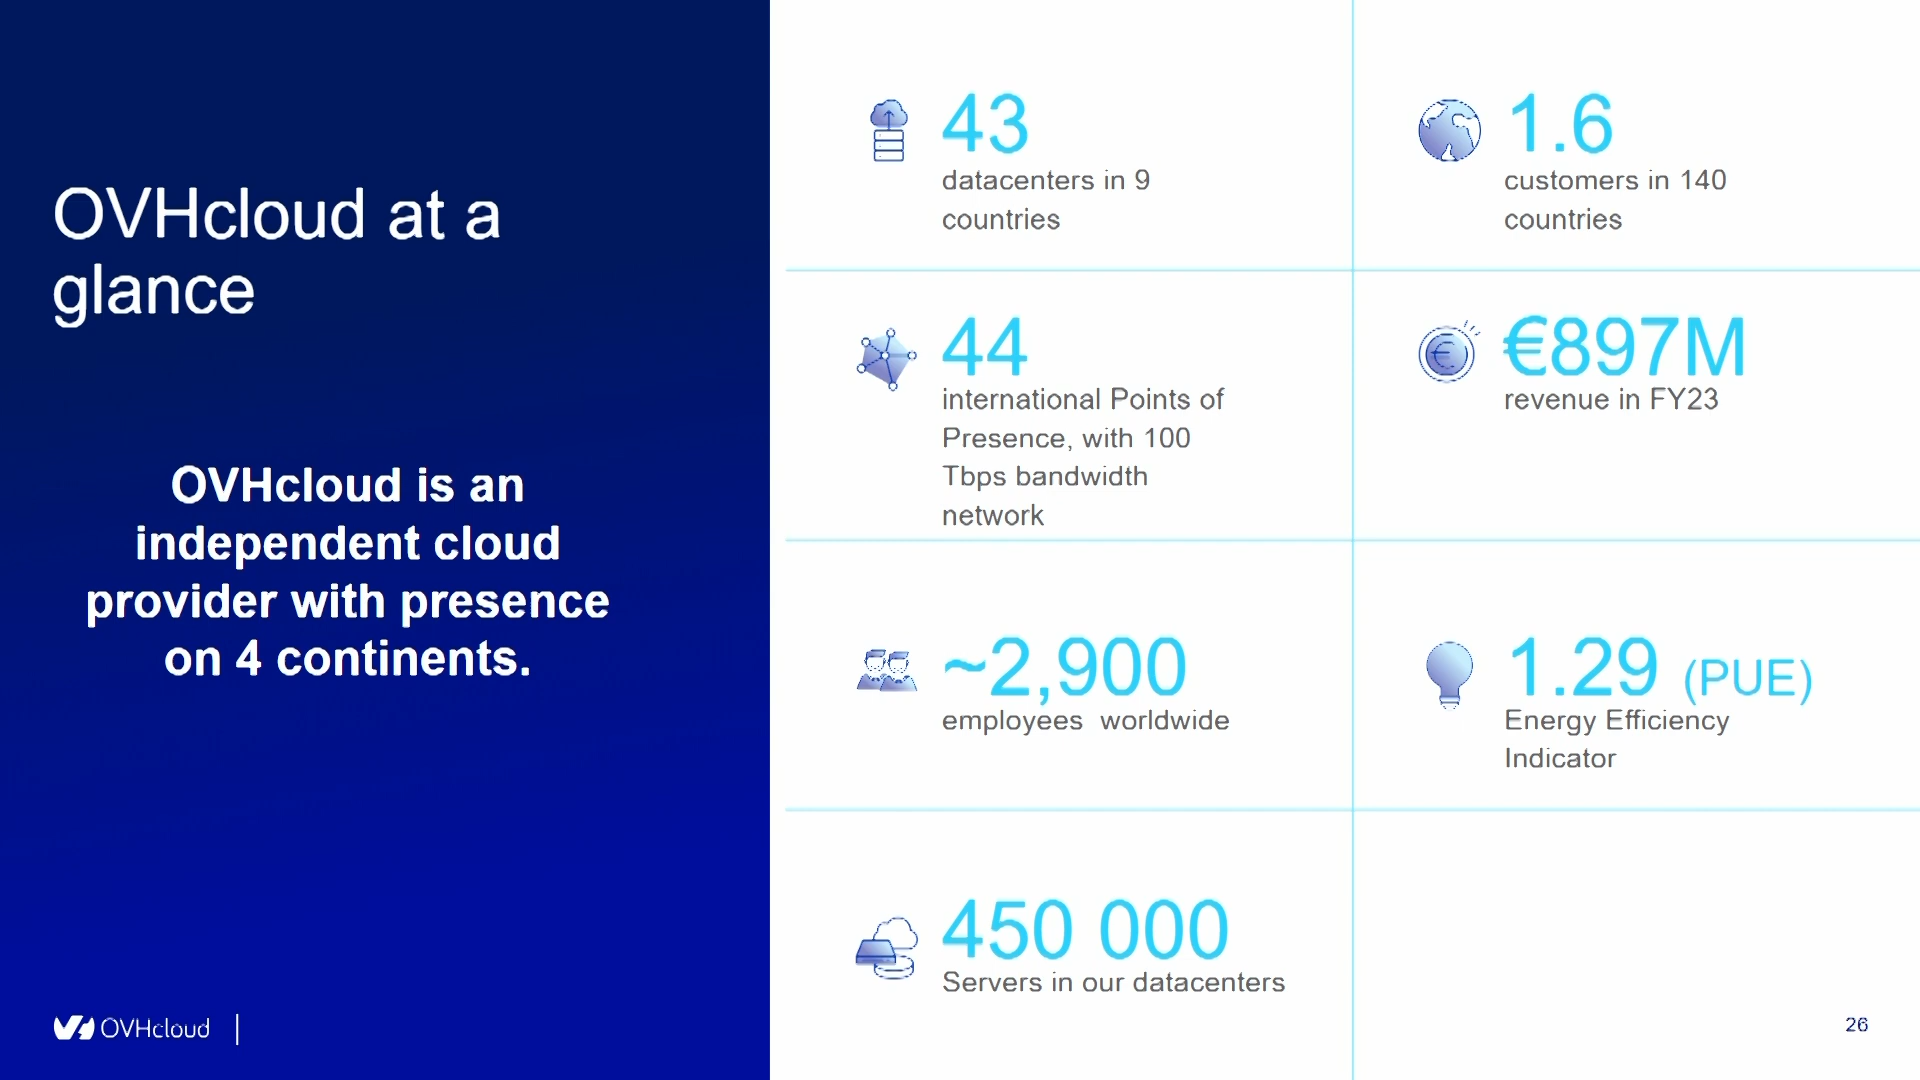 OVHcloud at a
glance
OVHcloud is an
independent cloud
provider with presence
on 4 continents.
43
datacenters in 9
countries
1.6
customers in 140
countries
44
international Points of
Presence, with 100
Tbps bandwidth
network
€897M
revenue in FY23
~2,900
employees worldwide
1.29 (PUE)
Energy Efficiency
Indicator
450 000
Servers in our datacenters
OVHcloud
26